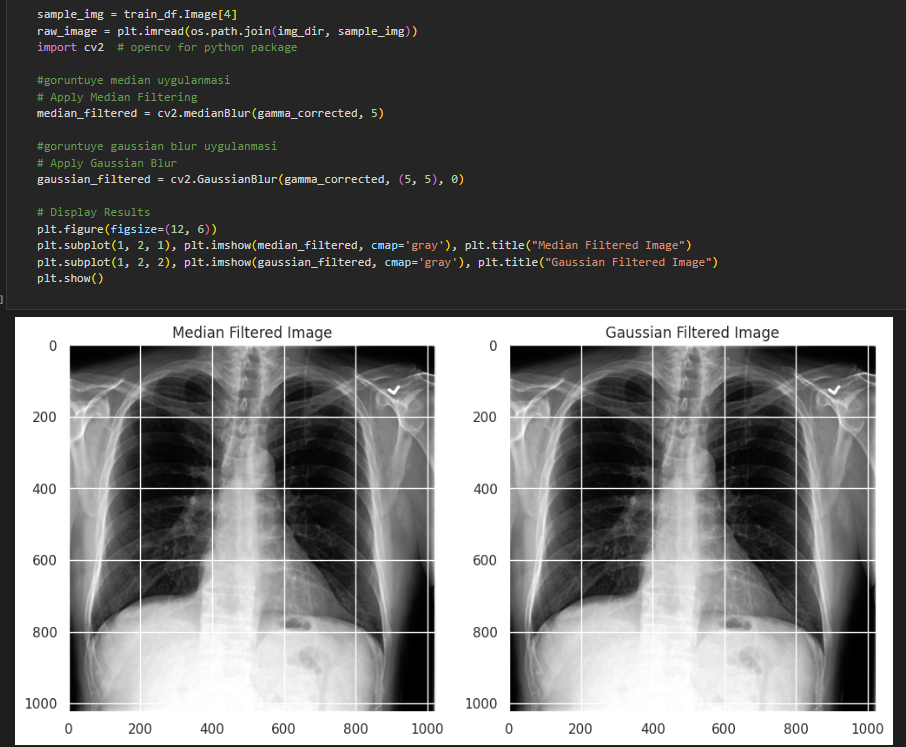 sample_img = train_df.Image[4]
raw_image = plt.imread(os.path.join(img_dir, sample_img))
import cv2  # opencv for python package
#goruntuye median uygulanmasi
# Apply Median Filtering
median_filtered = cv2.medianBlur(gamma_corrected, 5)
#goruntuye gaussian blur uygulanmasi
# Apply Gaussian Blur
gaussian_filtered = cv2.GaussianBlur(gamma_corrected, (5, 5), 0)
# Display Results
plt.figure(figsize=(12, 6))
plt.subplot(1, 2, 1), plt.imshow(median_filtered, cmap='gray'), plt.title("Median Filtered Image")
plt.subplot(1, 2, 2), plt.imshow(gaussian_filtered, cmap='gray'), plt.title("Gaussian Filtered Image")
plt.show()
]
Median Filtered Image
0
200
400
600
800
1000
0 200 400 600 800 1000
Gaussian Filtered Image
0
200
400
600
800
1000
0 200 400 600 800 1000